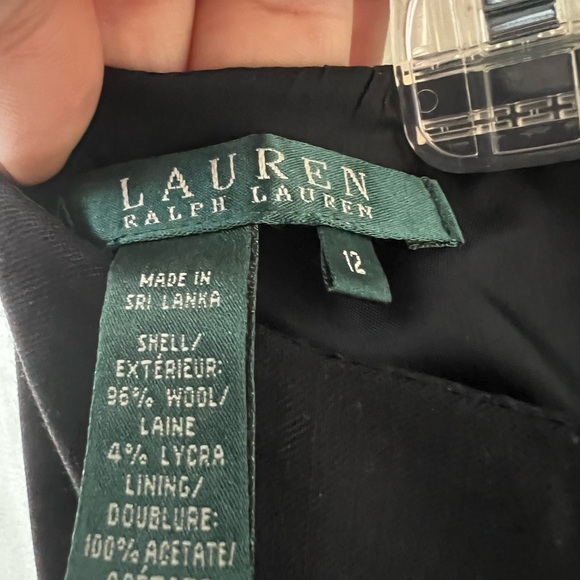 LAUREN
RALPH LAUREN
12
MADE IN
SRI LANKA
SHELL/
EXTÉRIEUR:
96% WOOL/
LAINE
4% LYCRA
LINING/
DOUBLURE:
100% ACETATE/
ACÉTATE